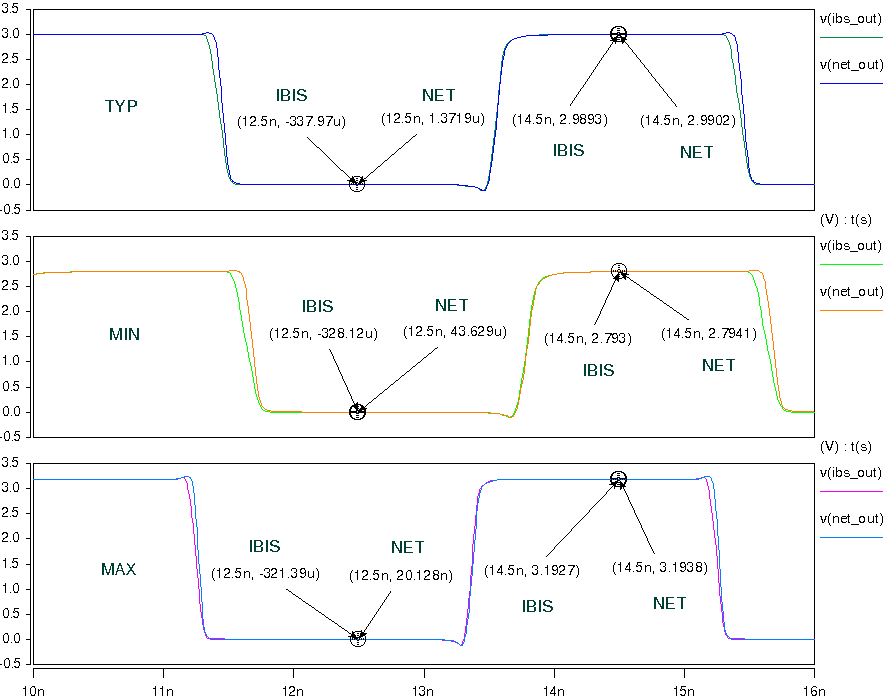 3.5
3.0
2.5
2.0
1.5
1.0
0.5
0.0
-0.5
TYP
IBIS
(12.5n, -337.97u)
NET
(12.5n, 1.3719u)
(14.5n, 2.9893)
IBIS
(14.5n, 2.9902)
NET
v(ibs_out)
v(net_out)
(V) : t(s)
3.5
3.0
2.5
2.0
1.5
1.0
0.5
0.0
-0.5
MIN
IBIS
(12.5n, -328.12u)
NET
(12.5n, 43.629u)
(14.5n, 2.793)
IBIS
(14.5n, 2.7941)
NET
v(ibs_out)
v(net_out)
(V) : t(s)
3.5
3.0
2.5
2.0
1.5
1.0
0.5
0.0
-0.5
MAX
IBIS
(12.5n, -321.39u)
NET
(12.5n, 20.128n)
(14.5n, 3.1927)
IBIS
(14.5n, 3.1938)
NET
v(ibs_out)
v(net_out)
10n 11n 12n 13n 14n 15n 16n